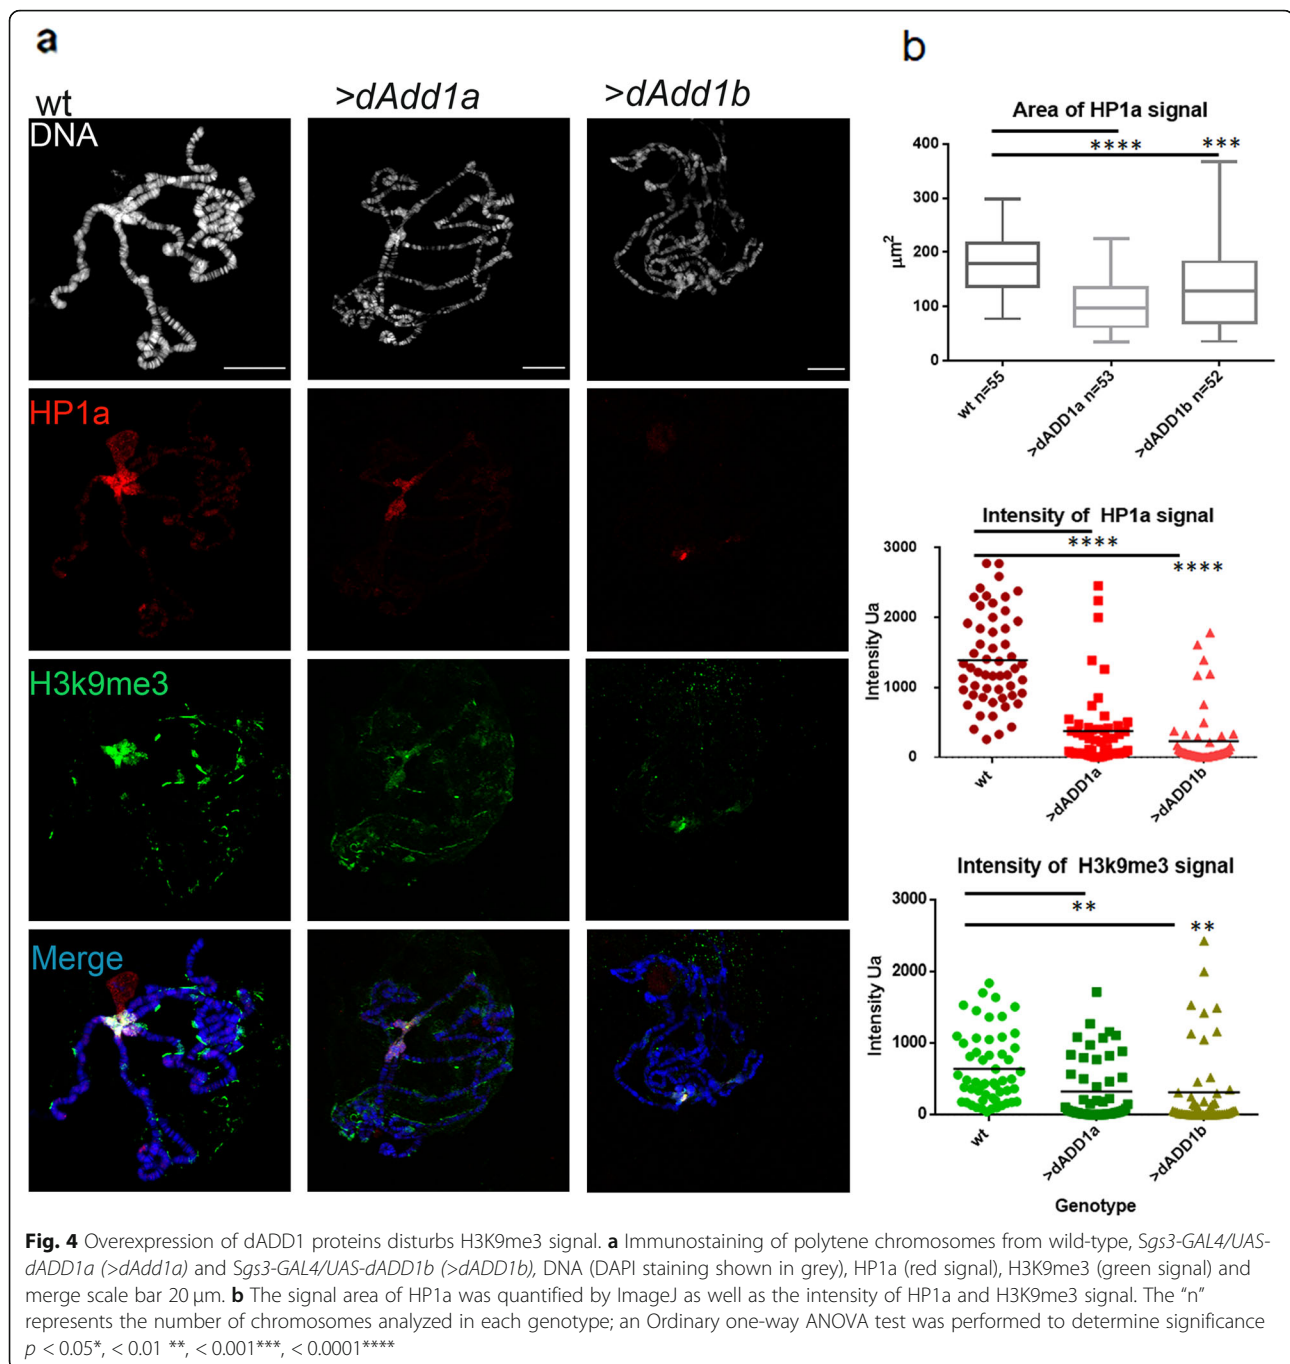 a
b
wt
>dAdd1a
>dAdd1b
DNA
HP1a
H3k9me3
Merge
Area of HP1a signal
****
***
400
300
200
100
0
µm2
wt n=55
>dADD1a n=53
>dADD1b n=52
Intensity of HP1a signal
****
****
3000
2000
1000
0
Intensity Ua
wt
>dADD1a
>dADD1b
Intensity of H3k9me3 signal
**
**
3000
2000
1000
0
Intensity Ua
wt
>dADD1a
>dADD1b
Genotype
Fig. 4 Overexpression of dADD1 proteins disturbs H3K9me3 signal. a Immunostaining of polytene chromosomes from wild-type, Sgs3-GAL4/UAS-
dADD1a (>dAdd1a) and Sgs3-GAL4/UAS-dADD1b (>dADD1b), DNA (DAPI staining shown in grey), HP1a (red signal), H3K9me3 (green signal) and
merge scale bar 20 µm. b The signal area of HP1a was quantified by ImageJ as well as the intensity of HP1a and H3K9me3 signal. The “n”
represents the number of chromosomes analyzed in each genotype; an Ordinary one-way ANOVA test was performed to determine significance
p < 0.05*, < 0.01 **, < 0.001***, < 0.0001****